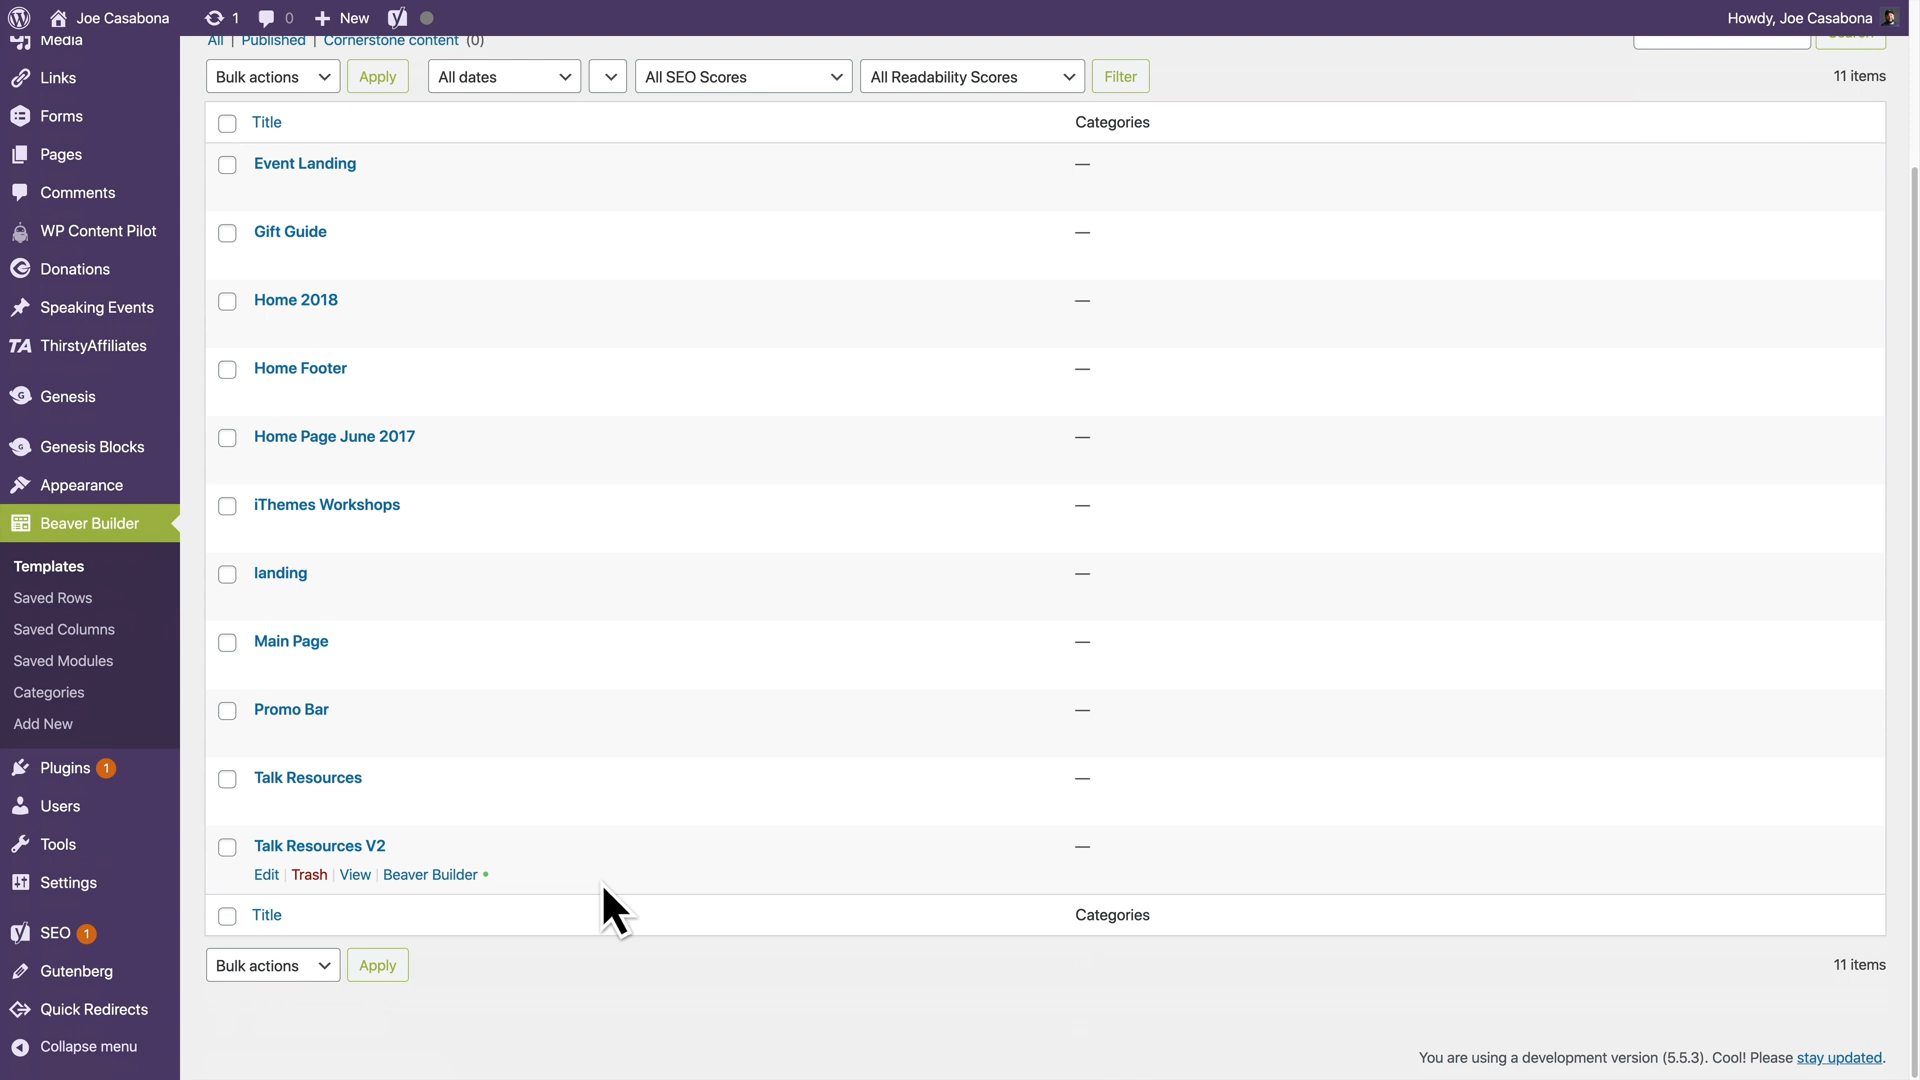 Joe Casabona 1 0 New Howdy, Joe Casabona
Media
Links
Forms
Pages
Comments
WP Content Pilot
Donations
Speaking Events
TA ThirstyAffiliates
Genesis
Genesis Blocks
Appearance
Beaver Builder
Templates
Saved Rows
Saved Columns
Saved Modules
Categories
Add New
Plugins 1
Users
Tools
Settings
SEO 1
Gutenberg
Quick Redirects
Collapse menu
All | Published | Cornerstone content (0)
Search
Bulk actions Apply All dates All SEO Scores All Readability Scores Filter 11 items
Title Categories
Event Landing —
Gift Guide —
Home 2018 —
Home Footer —
Home Page June 2017 —
iThemes Workshops —
landing —
Main Page —
Promo Bar —
Talk Resources —
Talk Resources V2 —
Edit | Trash | View | Beaver Builder •
Title Categories
Bulk actions Apply 11 items
You are using a development version (5.5.3). Cool! Please stay updated.